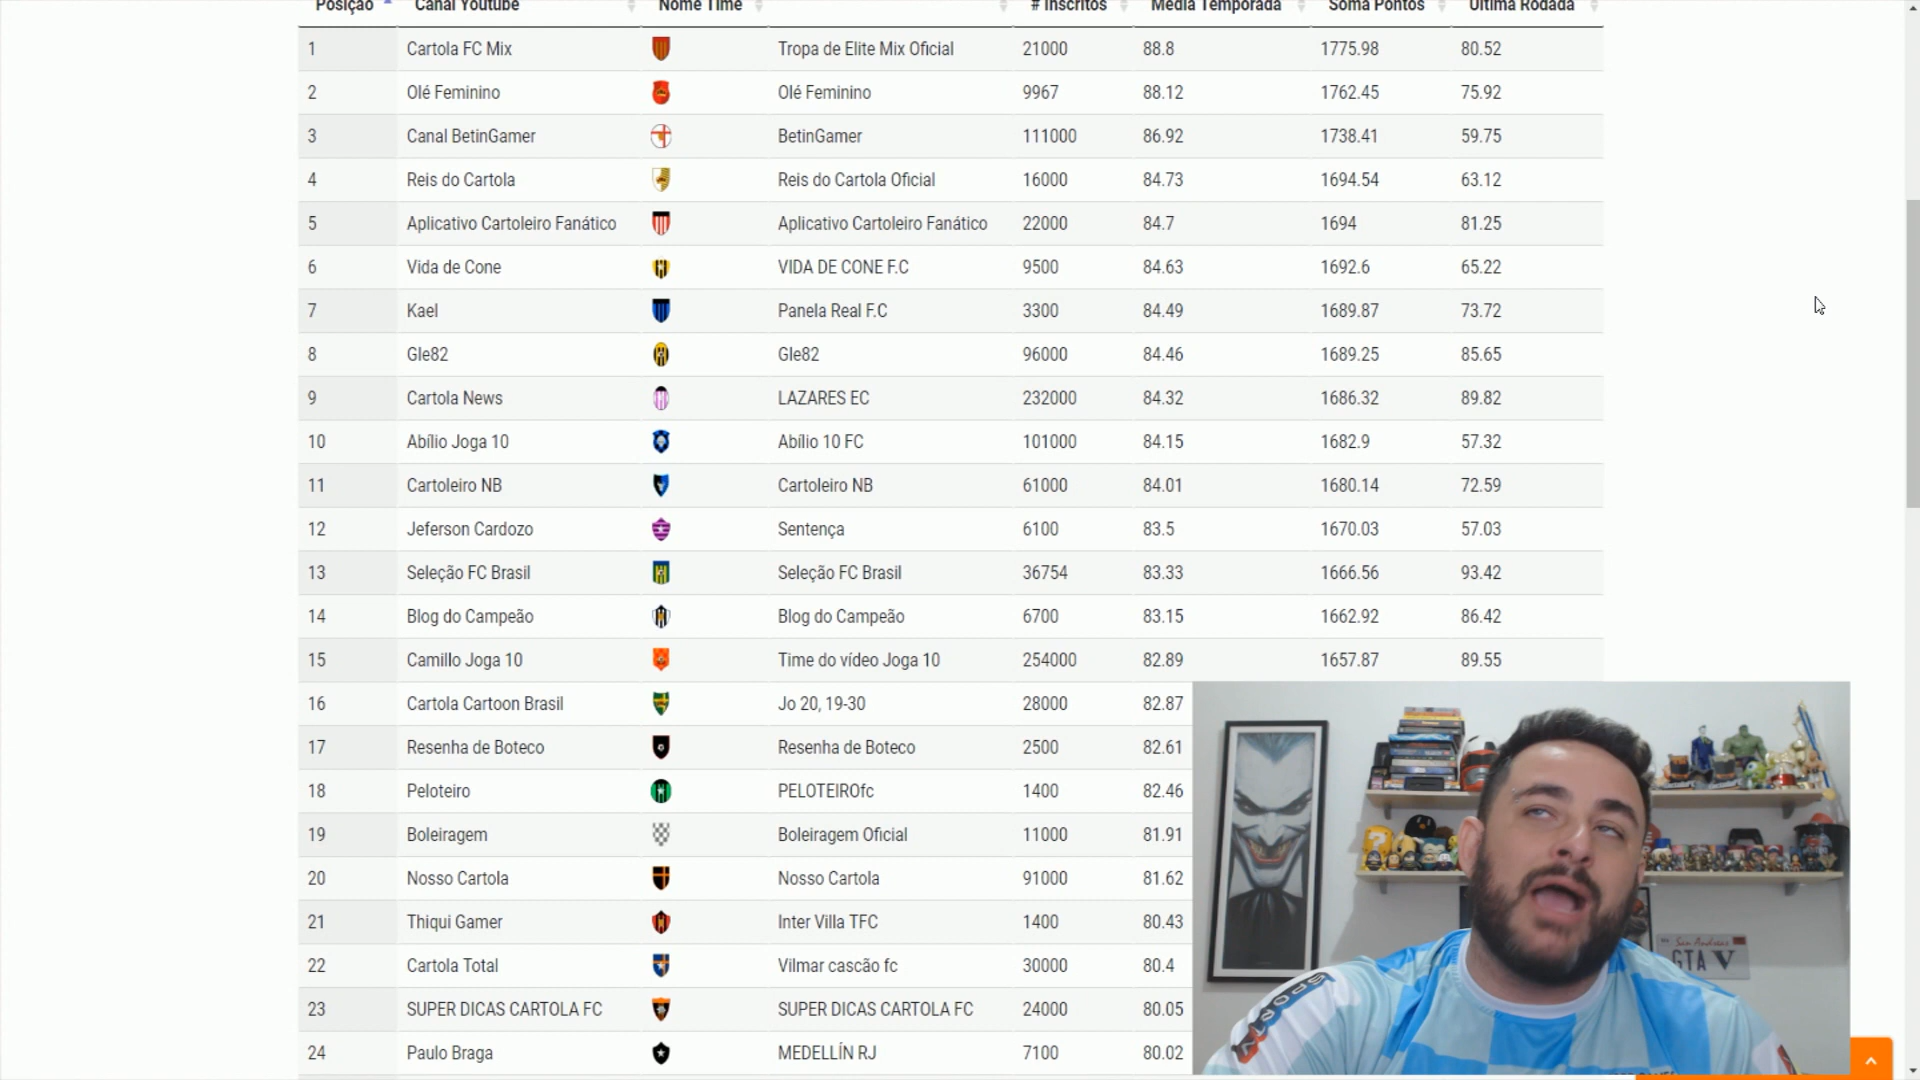 Posição Canal Youtube Nome Time # Inscritos Média Temporada Soma Pontos Última Rodada
1 Cartola FC Mix Tropa de Elite Mix Oficial 21000 88.8 1775.98 80.52
2 Olé Feminino Olé Feminino 9967 88.12 1762.45 75.92
3 Canal BetinGamer BetinGamer 111000 86.92 1738.41 59.75
4 Reis do Cartola Reis do Cartola Oficial 16000 84.73 1694.54 63.12
5 Aplicativo Cartoleiro Fanático Aplicativo Cartoleiro Fanático 22000 84.7 1694 81.25
6 Vida de Cone VIDA DE CONE F.C 9500 84.63 1692.6 65.22
7 Kael Panela Real F.C 3300 84.49 1689.87 73.72
8 Gle82 Gle82 96000 84.46 1689.25 85.65
9 Cartola News LAZARES EC 232000 84.32 1686.32 89.82
10 Abílio Joga 10 Abílio 10 FC 101000 84.15 1682.9 57.32
11 Cartoleiro NB Cartoleiro NB 61000 84.01 1680.14 72.59
12 Jeferson Cardozo Sentença 6100 83.5 1670.03 57.03
13 Seleção FC Brasil Seleção FC Brasil 36754 83.33 1666.56 93.42
14 Blog do Campeão Blog do Campeão 6700 83.15 1662.92 86.42
15 Camillo Joga 10 Time do vídeo Joga 10 254000 82.89 1657.87 89.55
16 Cartola Cartoon Brasil Jo 20, 19-30 28000 82.87
17 Resenha de Boteco Resenha de Boteco 2500 82.61
18 Peloteiro PELOTEIROfc 1400 82.46
19 Boleiragem Boleiragem Oficial 11000 81.91
20 Nosso Cartola Nosso Cartola 91000 81.62
21 Thiqui Gamer Inter Villa TFC 1400 80.43
22 Cartola Total Vilmar cascão fc 30000 80.4
23 SUPER DICAS CARTOLA FC SUPER DICAS CARTOLA FC 24000 80.05
24 Paulo Braga MEDELLÍN RJ 7100 80.02
San Andreas
GTA V